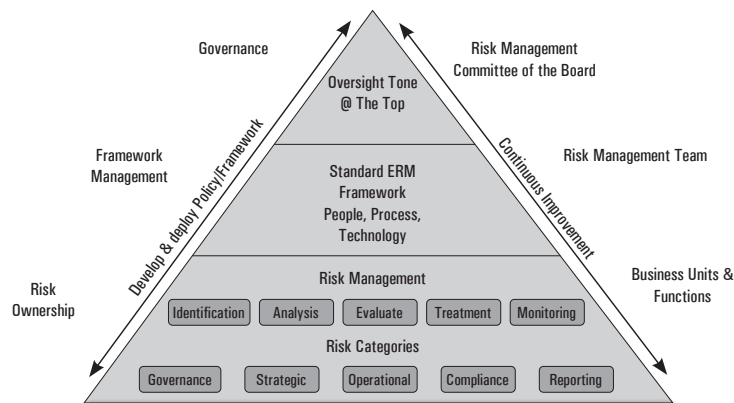 Governance
Risk Management
Committee of the Board
Oversight Tone
@ The Top
Develop & deploy Policy/Framework
Continuous Improvement
Framework
Management
Standard ERM
Framework
People, Process,
Technology
Risk Management Team
Risk
Ownership
Business Units &
Functions
Risk Management
Identification
Analysis
Evaluate
Treatment
Monitoring
Risk Categories
Governance
Strategic
Operational
Compliance
Reporting